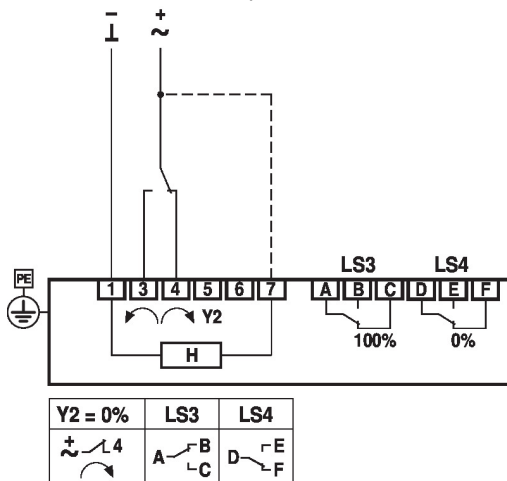 − +
⊥ ~
LS3 LS4
PE
1 3 4 5 6 7 A B C D E F
Y2
100% 0%
H
Y2 = 0% LS3 LS4
+
~ 4 A B C D E F